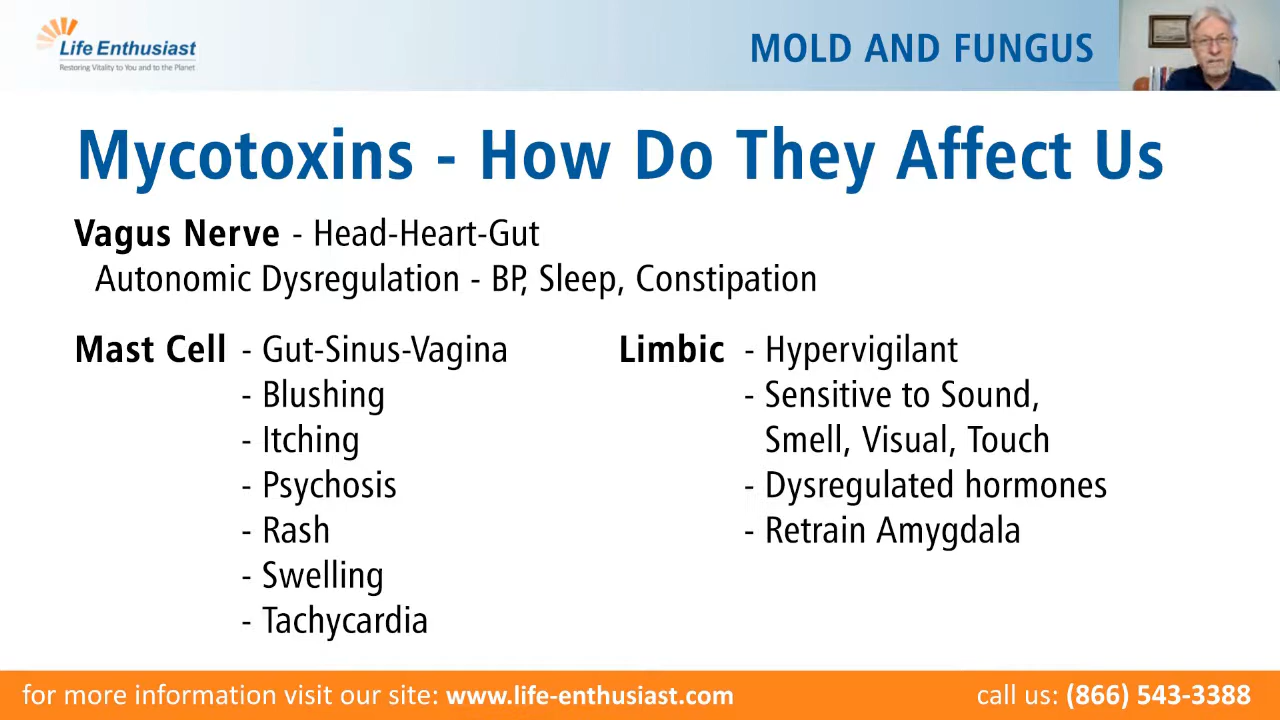 Life Enthusiast
Restoring Vitality to You and to the Planet
MOLD AND FUNGUS
Mycotoxins - How Do They Affect Us
Vagus Nerve - Head-Heart-Gut
Autonomic Dysregulation - BP, Sleep, Constipation
Mast Cell - Gut-Sinus-Vagina
- Blushing
- Itching
- Psychosis
- Rash
- Swelling
- Tachycardia
Limbic - Hypervigilant
- Sensitive to Sound,
Smell, Visual, Touch
- Dysregulated hormones
- Retrain Amygdala
for more information visit our site: www.life-enthusiast.com
call us: (866) 543-3388